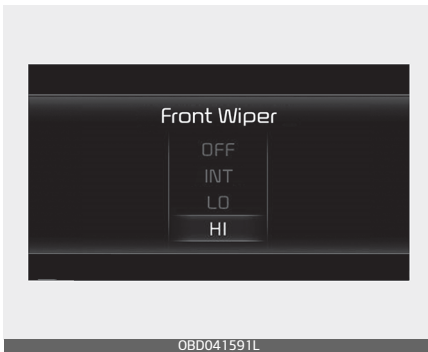 Front Wiper
OFF
INT
LO
HI
OBD041591L